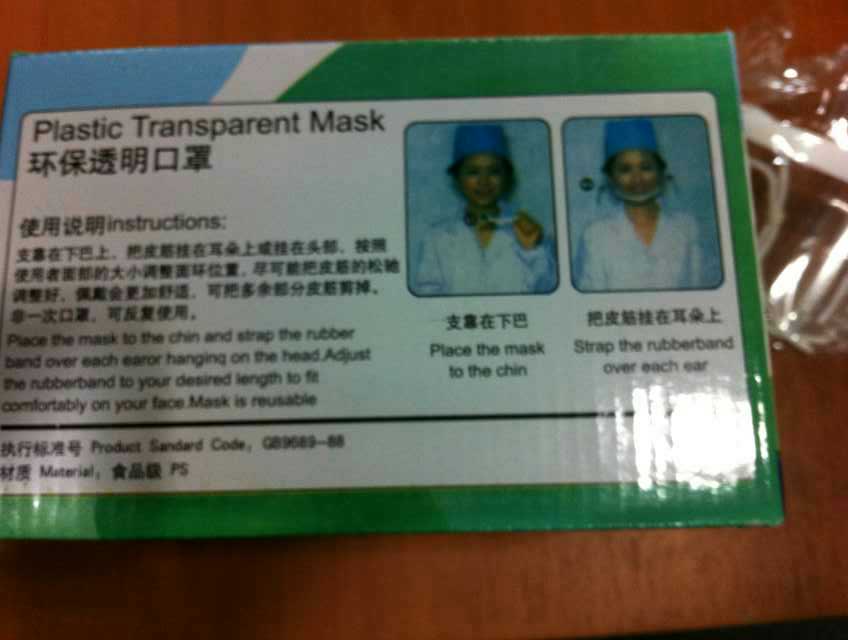 Plastic Transparent Mask
环保透明口罩
使用说明instructions:
支靠在下巴上、把皮筋挂在耳朵上或挂在头部、按照
使用者面部的大小调整面环位置,尽可能把皮筋的松驰
调整好,佩戴会更加舒适,可把多余部分皮筋剪掉。
非一次口罩,可反复使用。
Place the mask to the chin and strap the rubber
band over each earor hanging on the head.Adjust
the rubberband to your desired length to fit
comfortably on your face.Mask is reusable
支靠在下巴
Place the mask
to the chin
把皮筋挂在耳朵上
Strap the rubberband
over each ear
执行标准号 Product Sandard Code, GB9689-88
材质 Material, 食品级 PS